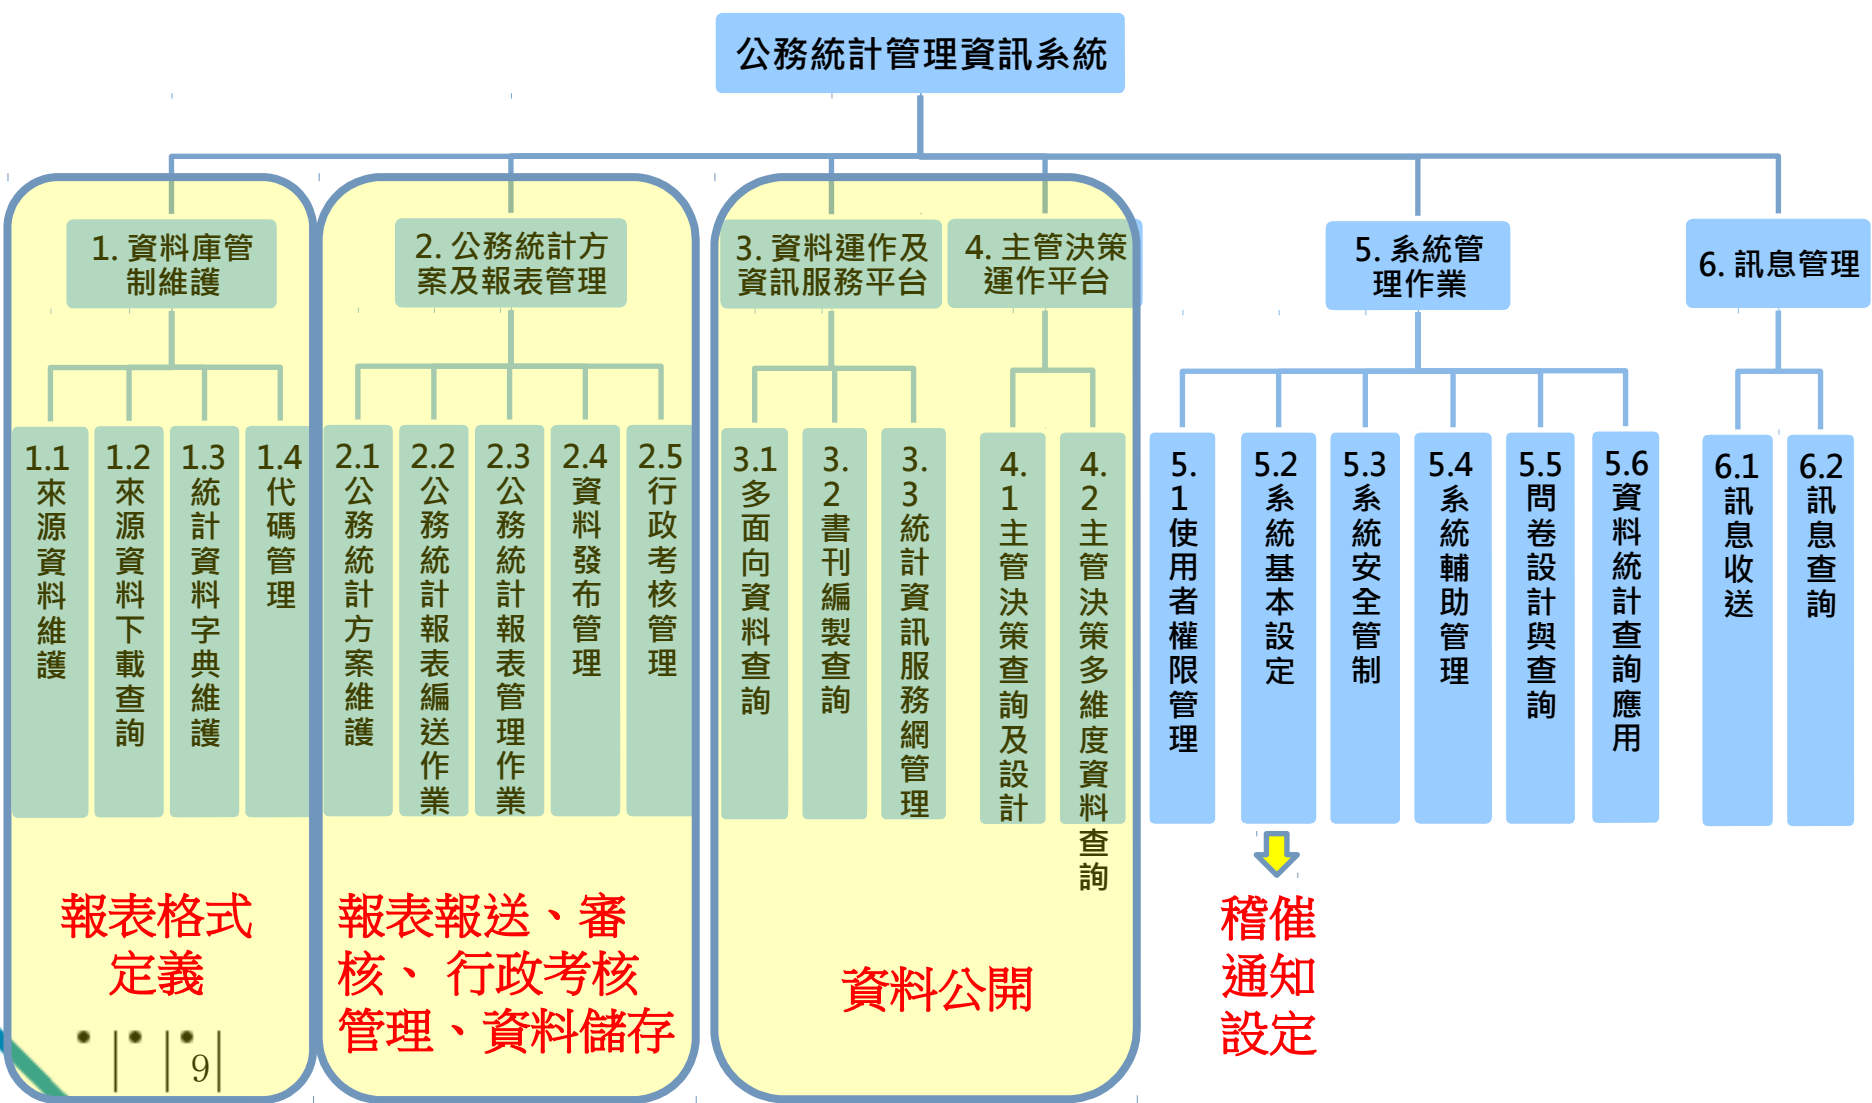 公務統計管理資訊系統
1. 資料庫管
制維護
2. 公務統計方
案及報表管理
3. 資料運作及
資訊服務平台
4. 主管決策
運作平台
5. 系統管
理作業
6. 訊息管理
1.1來源資料維護
1.2來源資料下載查詢
1.3統計資料字典維護
1.4代碼管理
2.1公務統計方案維護
2.2公務統計報表編送作業
2.3公務統計報表管理作業
2.4資料發布管理
2.5行政考核管理
3.1多面向資料查詢
3.2書刊編製查詢
3.3統計資訊服務網管理
4.1主管決策查詢及設計
4.2主管決策多維度資料查詢
5.1使用者權限管理
5.2系統基本設定
5.3系統安全管制
5.4系統輔助管理
5.5問卷設計與查詢
5.6資料統計查詢應用
6.1訊息收送
6.2訊息查詢
報表格式
定義
報表報送、審
核、 行政考核
管理、資料儲存
資料公開
稽催
通知
設定
9